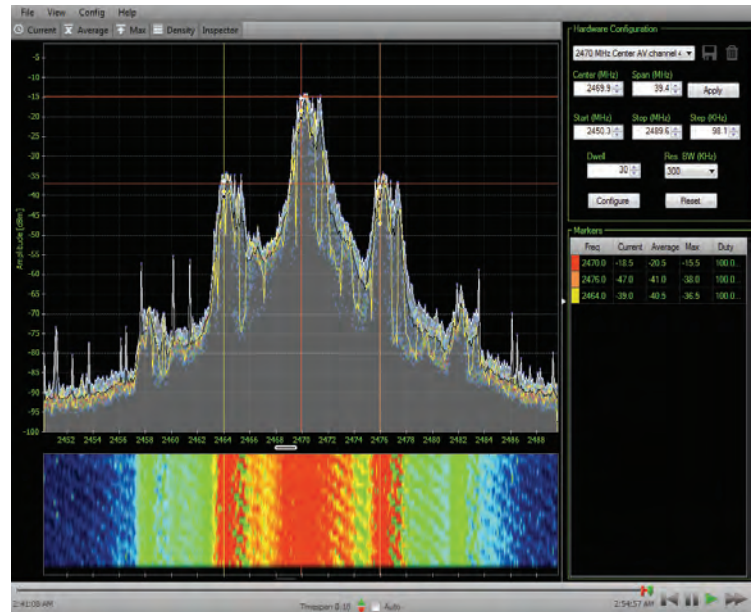 File View Config Help
Current Average Max Density Inspector
Hardware Configuration
2470 MHz Center AV channel 4
Center (MHz) Span (MHz)
2469.9 39.4 Apply
Start (MHz) Stop (MHz) Step (KHz)
2450.3 2489.6 98.1
Dwell Res. BW (KHz)
30 300
Configure Reset
Markers
Freq Current Average Max Duty
2470.0 -18.5 -20.5 -15.5 100.0...
2476.0 -47.0 -41.0 -38.0 100.0...
2464.0 -39.0 -40.5 -36.5 100.0...
Amplitude [dBm]
-5
-10
-15
-20
-25
-30
-35
-40
-45
-50
-55
-60
-65
-70
-75
-80
-85
-90
-95
-100
2452 2454 2456 2458 2460 2462 2464 2466 2468 2470 2472 2474 2476 2478 2480 2482 2484 2486 2488
2:41:08 AM Timespan 0:10 Auto 2:54:57 AM